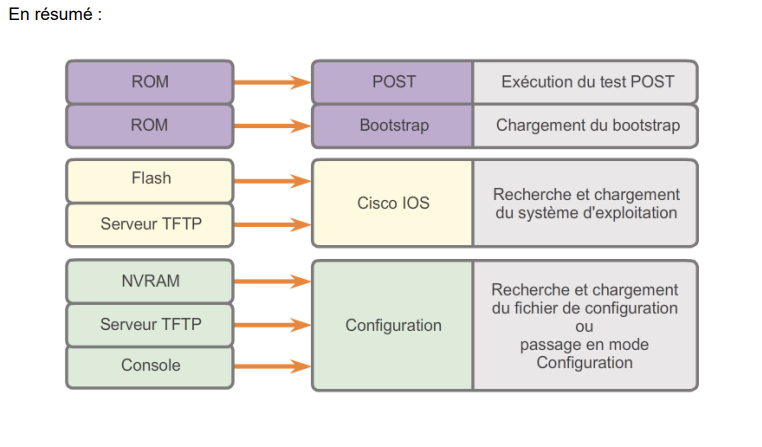 En résumé :
ROM
POST
Exécution du test POST
ROM
Bootstrap
Chargement du bootstrap
Flash
Serveur TFTP
Cisco IOS
Recherche et chargement
du système d'exploitation
NVRAM
Serveur TFTP
Console
Configuration
Recherche et chargement
du fichier de configuration
ou
passage en mode
Configuration